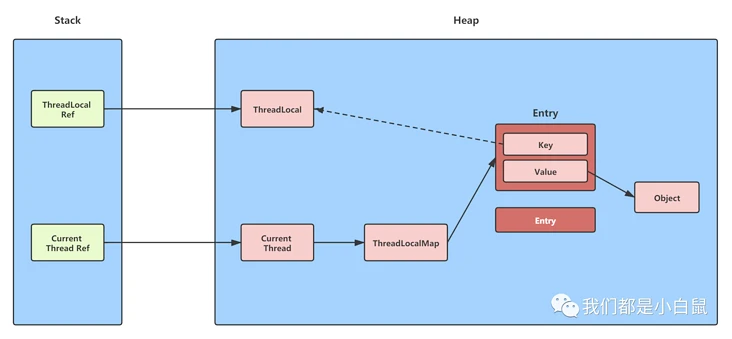 Stack
Heap
ThreadLocal
Ref
ThreadLocal
Entry
Key
Value
Object
Entry
Current
Thread Ref
Current
Thread
ThreadLocalMap
我们都是小白鼠